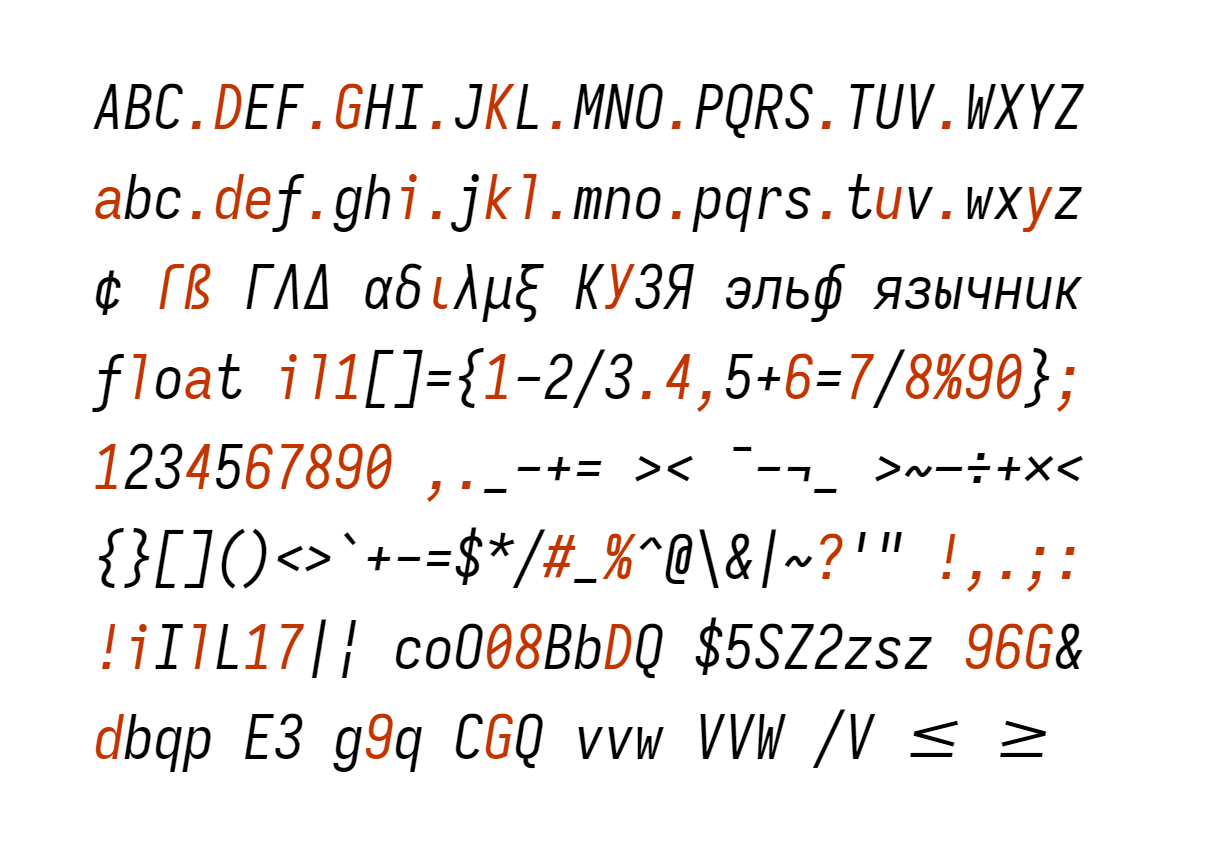 ABC.DEF.GHI.JKL.MNO.PQRS.TUV.WXYZ
abc.def.ghi.jkl.mno.pqrs.tuv.wxyz
¢ ſß ΓΛΔ αδιλμξ КУЗЯ эльф язычник
float il1[]={1-2/3.4,5+6=7/8%90};
1234567890 ,._-+= >< ¯-¬_ >~–÷+×<
{}[]()<>`+-=$*/#_%^@\&|~?'" !,.;:
!iIlL17|¦ coO08BbDQ $5SZ2zsz 96G&
dbqp E3 g9q CGQ vvw VVW /V ≤ ≥